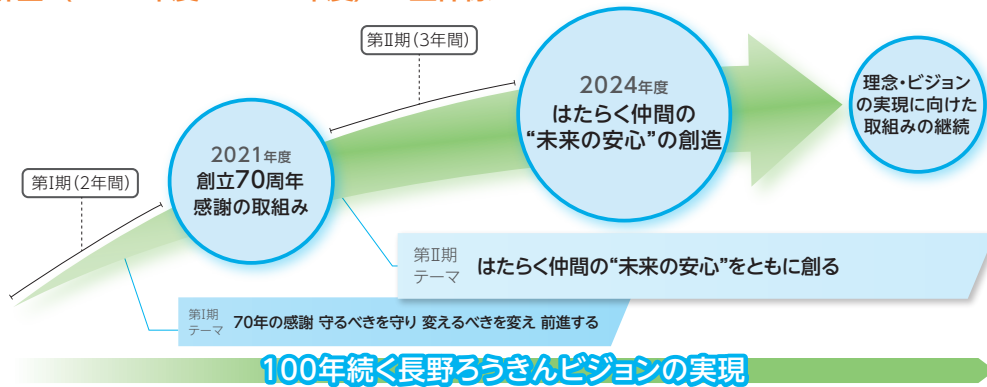 第Ⅱ期(3年間)
2024年度
はたらく仲間の
“未来の安心”の創造
理念・ビジョン
の実現に向けた
取組みの継続
2021年度
創立70周年
感謝の取組み
第Ⅰ期(2年間)
第Ⅱ期
テーマ
はたらく仲間の“未来の安心”をともに創る
第Ⅰ期
テーマ
70年の感謝 守るべきを守り 変えるべきを変え 前進する
100年続く長野ろうきんビジョンの実現